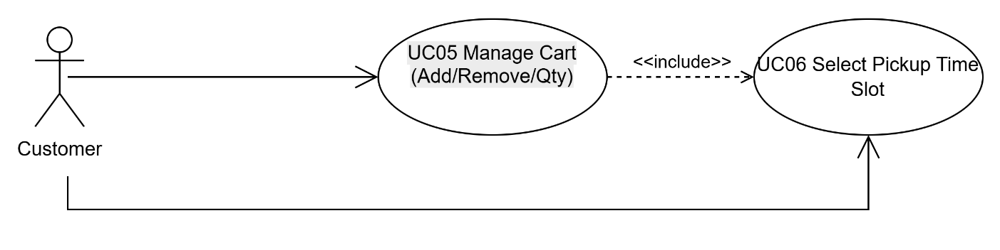 UC05 Manage Cart
(Add/Remove/Qty)
<<include>>
UC06 Select Pickup Time
Slot
Customer